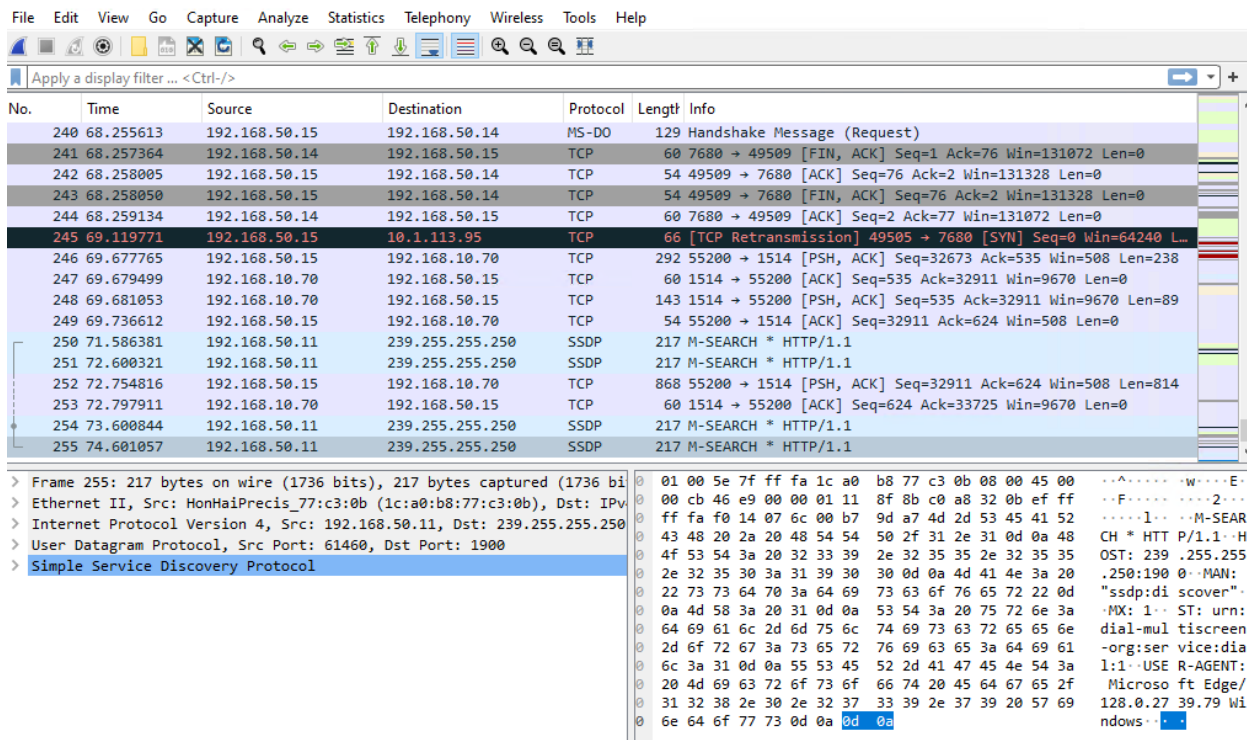 File Edit View Go Capture Analyze Statistics Telephony Wireless Tools Help
Apply a display filter ... <Ctrl-/>
No. Time Source Destination Protocol Length Info
240 68.255613 192.168.50.15 192.168.50.14 MS-DO 129 Handshake Message (Request)
241 68.257364 192.168.50.14 192.168.50.15 TCP 60 7680 → 49509 [FIN, ACK] Seq=1 Ack=76 Win=131072 Len=0
242 68.258005 192.168.50.15 192.168.50.14 TCP 54 49509 → 7680 [ACK] Seq=76 Ack=2 Win=131328 Len=0
243 68.258050 192.168.50.15 192.168.50.14 TCP 54 49509 → 7680 [FIN, ACK] Seq=76 Ack=2 Win=131328 Len=0
244 68.259134 192.168.50.14 192.168.50.15 TCP 60 7680 → 49509 [ACK] Seq=2 Ack=77 Win=131072 Len=0
245 69.119771 192.168.50.15 10.1.113.95 TCP 66 [TCP Retransmission] 49505 → 7680 [SYN] Seq=0 Win=64240 L…
246 69.677765 192.168.50.15 192.168.10.70 TCP 292 55200 → 1514 [PSH, ACK] Seq=32673 Ack=535 Win=508 Len=238
247 69.679499 192.168.10.70 192.168.50.15 TCP 60 1514 → 55200 [ACK] Seq=535 Ack=32911 Win=9670 Len=0
248 69.681053 192.168.10.70 192.168.50.15 TCP 143 1514 → 55200 [PSH, ACK] Seq=535 Ack=32911 Win=9670 Len=89
249 69.736612 192.168.50.15 192.168.10.70 TCP 54 55200 → 1514 [ACK] Seq=32911 Ack=624 Win=508 Len=0
250 71.586381 192.168.50.11 239.255.255.250 SSDP 217 M-SEARCH * HTTP/1.1
251 72.600321 192.168.50.11 239.255.255.250 SSDP 217 M-SEARCH * HTTP/1.1
252 72.754816 192.168.50.15 192.168.10.70 TCP 868 55200 → 1514 [PSH, ACK] Seq=32911 Ack=624 Win=508 Len=814
253 72.797911 192.168.10.70 192.168.50.15 TCP 60 1514 → 55200 [ACK] Seq=624 Ack=33725 Win=9670 Len=0
254 73.600844 192.168.50.11 239.255.255.250 SSDP 217 M-SEARCH * HTTP/1.1
255 74.601057 192.168.50.11 239.255.255.250 SSDP 217 M-SEARCH * HTTP/1.1
Frame 255: 217 bytes on wire (1736 bits), 217 bytes captured (1736 bi
Ethernet II, Src: HonHaiPrecis_77:c3:0b (1c:a0:b8:77:c3:0b), Dst: IPv
Internet Protocol Version 4, Src: 192.168.50.11, Dst: 239.255.255.250
User Datagram Protocol, Src Port: 61460, Dst Port: 1900
Simple Service Discovery Protocol
0 01 00 5e 7f ff fa 1c a0 b8 77 c3 0b 08 00 45 00 ··^····· ·w····E·
0 00 cb 46 e9 00 00 01 11 8f 8b c0 a8 32 0b ef ff ··F····· ····2···
0 ff fa f0 14 07 6c 00 b7 9d a7 4d 2d 53 45 41 52 ·····l·· ··M-SEAR
0 43 48 20 2a 20 48 54 54 50 2f 31 2e 31 0d 0a 48 CH * HTT P/1.1··H
0 4f 53 54 3a 20 32 33 39 2e 32 35 35 2e 32 35 35 OST: 239 .255.255
0 2e 32 35 30 3a 31 39 30 30 0d 0a 4d 41 4e 3a 20 .250:190 0··MAN:
0 22 73 73 64 70 3a 64 69 73 63 6f 76 65 72 22 0d "ssdp:di scover"·
0 0a 4d 58 3a 20 31 0d 0a 53 54 3a 20 75 72 6e 3a ·MX: 1·· ST: urn:
0 64 69 61 6c 2d 6d 75 6c 74 69 73 63 72 65 65 6e dial-mul tiscreen
0 2d 6f 72 67 3a 73 65 72 76 69 63 65 3a 64 69 61 -org:ser vice:dia
0 6c 3a 31 0d 0a 55 53 45 52 2d 41 47 45 4e 54 3a l:1··USE R-AGENT:
0 20 4d 69 63 72 6f 73 6f 66 74 20 45 64 67 65 2f Microso ft Edge/
0 31 32 38 2e 30 2e 32 37 33 39 2e 37 39 20 57 69 128.0.27 39.79 Wi
0 6e 64 6f 77 73 0d 0a 0d 0a ndows··· ·